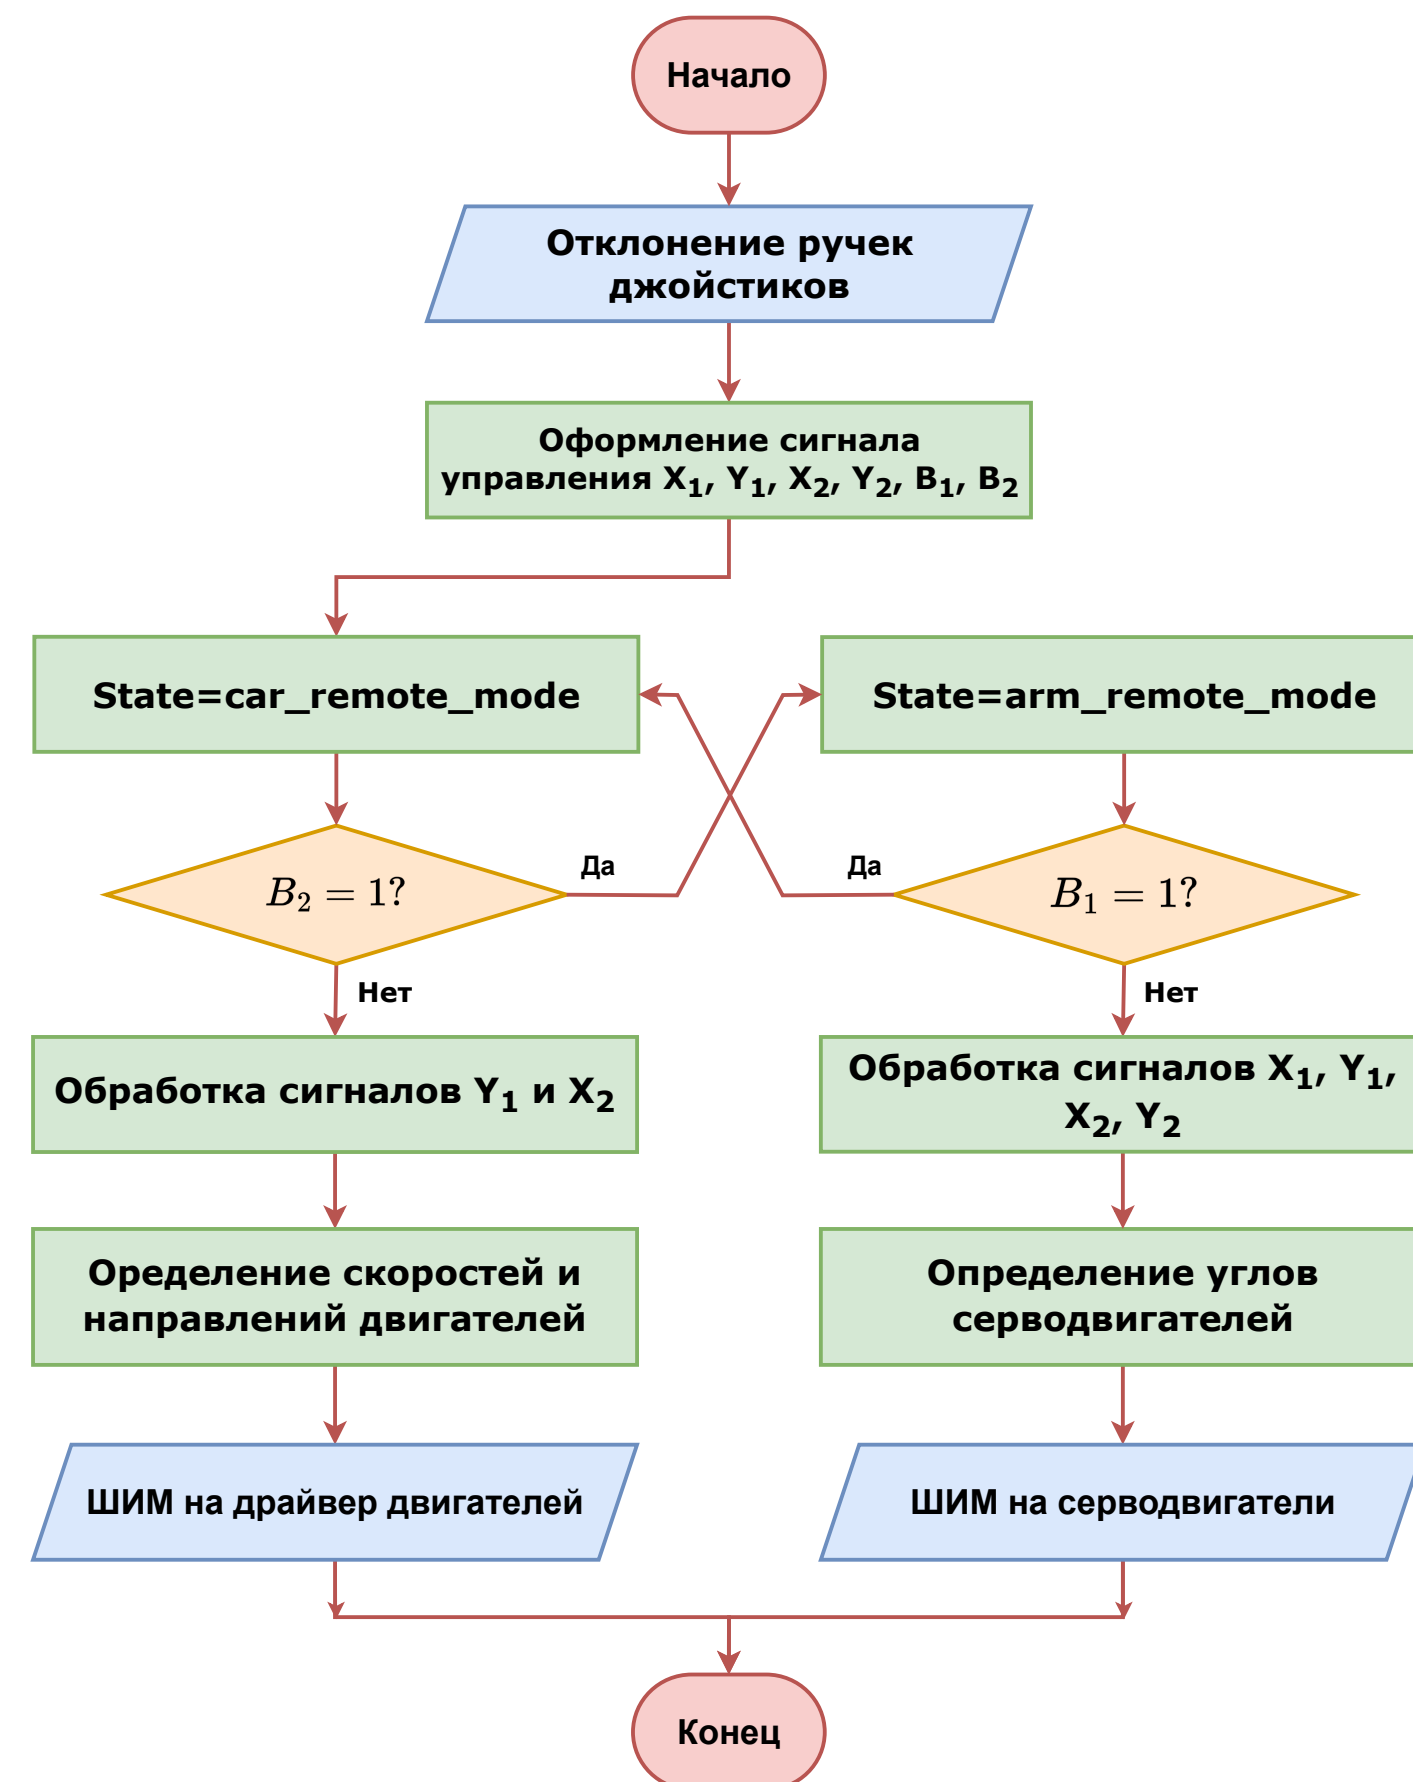 Начало
Отклонение ручек
джойстиков
Оформление сигнала
управления X₁, Y₁, X₂, Y₂, B₁, B₂
State=car_remote_mode
State=arm_remote_mode
Да
Да
B₂ = 1?
B₁ = 1?
Нет
Нет
Обработка сигналов Y₁ и X₂
Обработка сигналов X₁, Y₁,
X₂, Y₂
Оределение скоростей и
направлений двигателей
Определение углов
серводвигателей
ШИМ на драйвер двигателей
ШИМ на серводвигатели
Конец